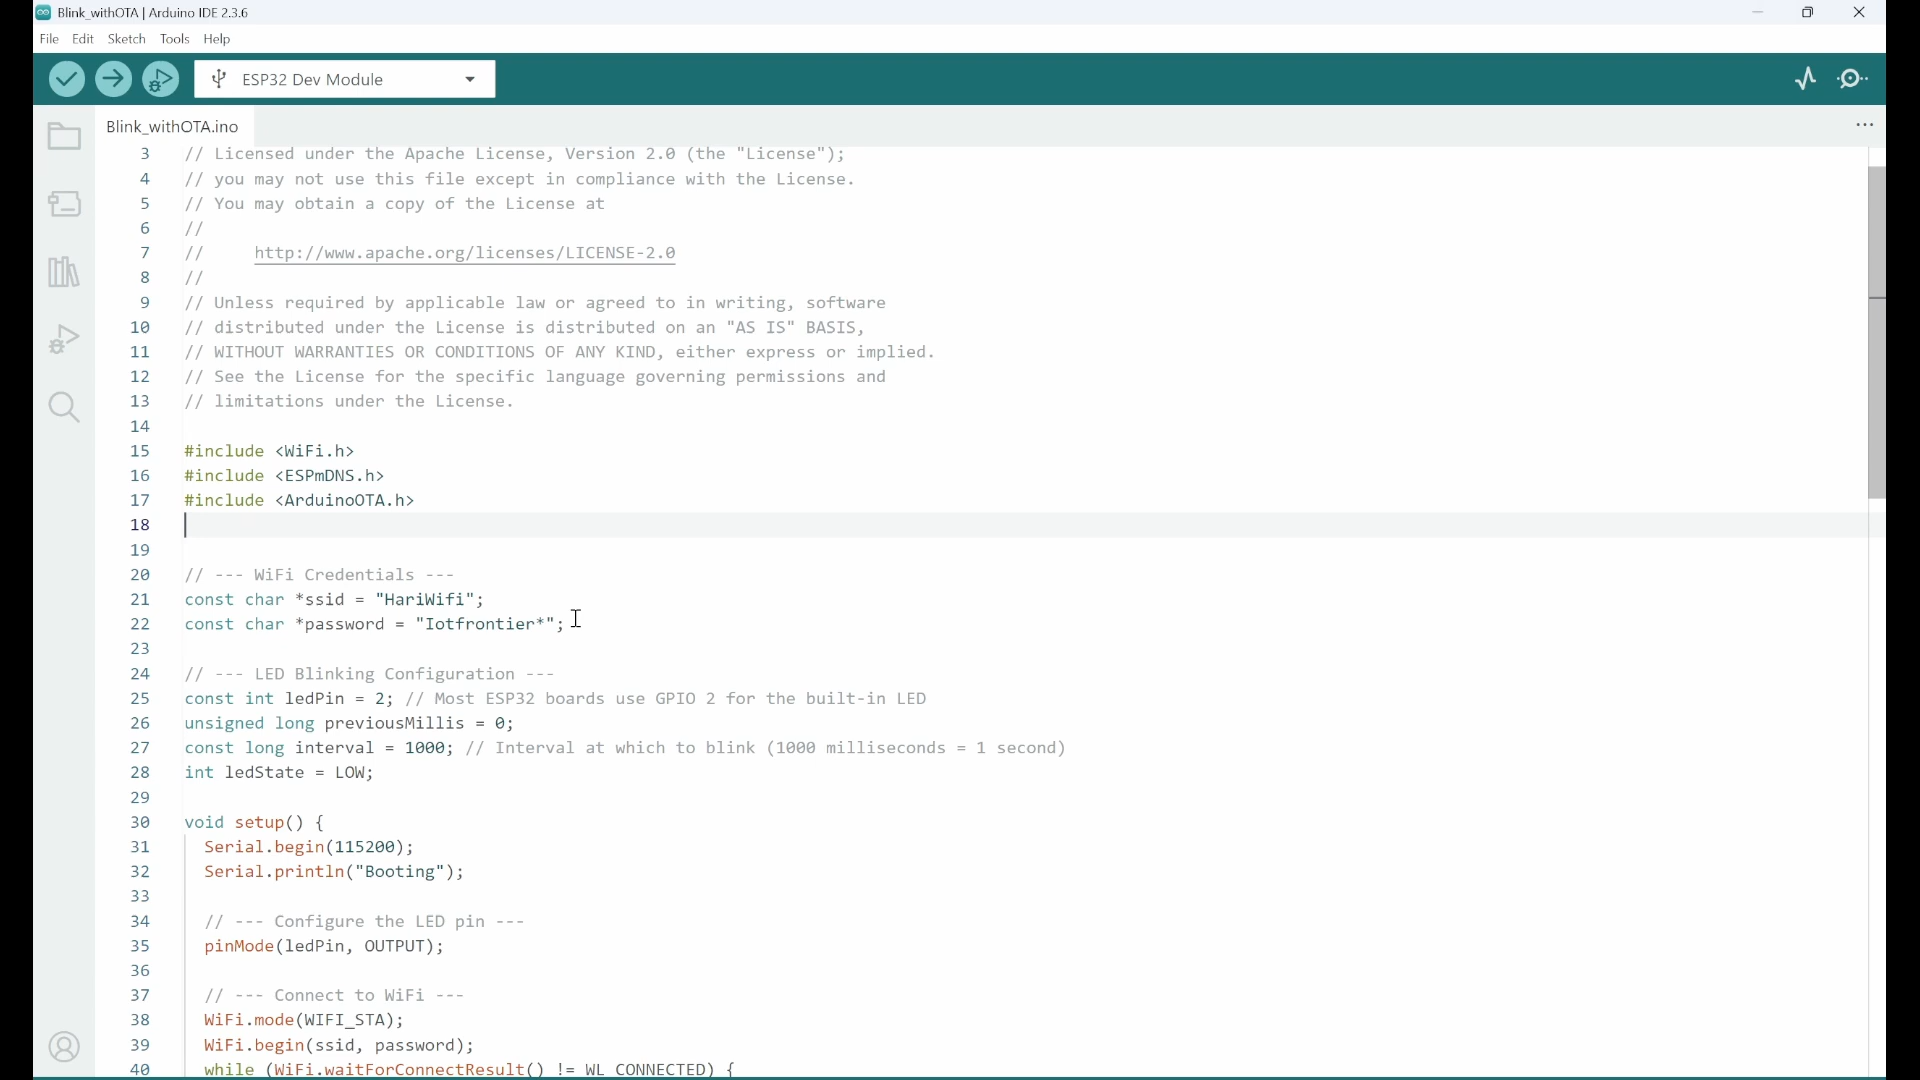 Blink_withOTA | Arduino IDE 2.3.6
File Edit Sketch Tools Help
ESP32 Dev Module
Blink_withOTA.ino
3 // Licensed under the Apache License, Version 2.0 (the "License");
4 // you may not use this file except in compliance with the License.
5 // You may obtain a copy of the License at
6 //
7 //     http://www.apache.org/licenses/LICENSE-2.0
8 //
9 // Unless required by applicable law or agreed to in writing, software
10 // distributed under the License is distributed on an "AS IS" BASIS,
11 // WITHOUT WARRANTIES OR CONDITIONS OF ANY KIND, either express or implied.
12 // See the License for the specific language governing permissions and
13 // limitations under the License.
14
15 #include <WiFi.h>
16 #include <ESPmDNS.h>
17 #include <ArduinoOTA.h>
18
19
20 // --- WiFi Credentials ---
21 const char *ssid = "HariWifi";
22 const char *password = "Iotfrontier*";
23
24 // --- LED Blinking Configuration ---
25 const int ledPin = 2; // Most ESP32 boards use GPIO 2 for the built-in LED
26 unsigned long previousMillis = 0;
27 const long interval = 1000; // Interval at which to blink (1000 milliseconds = 1 second)
28 int ledState = LOW;
29
30 void setup() {
31   Serial.begin(115200);
32   Serial.println("Booting");
33
34   // --- Configure the LED pin ---
35   pinMode(ledPin, OUTPUT);
36
37   // --- Connect to WiFi ---
38   WiFi.mode(WIFI_STA);
39   WiFi.begin(ssid, password);
40   while (WiFi.waitForConnectResult() != WL_CONNECTED) {